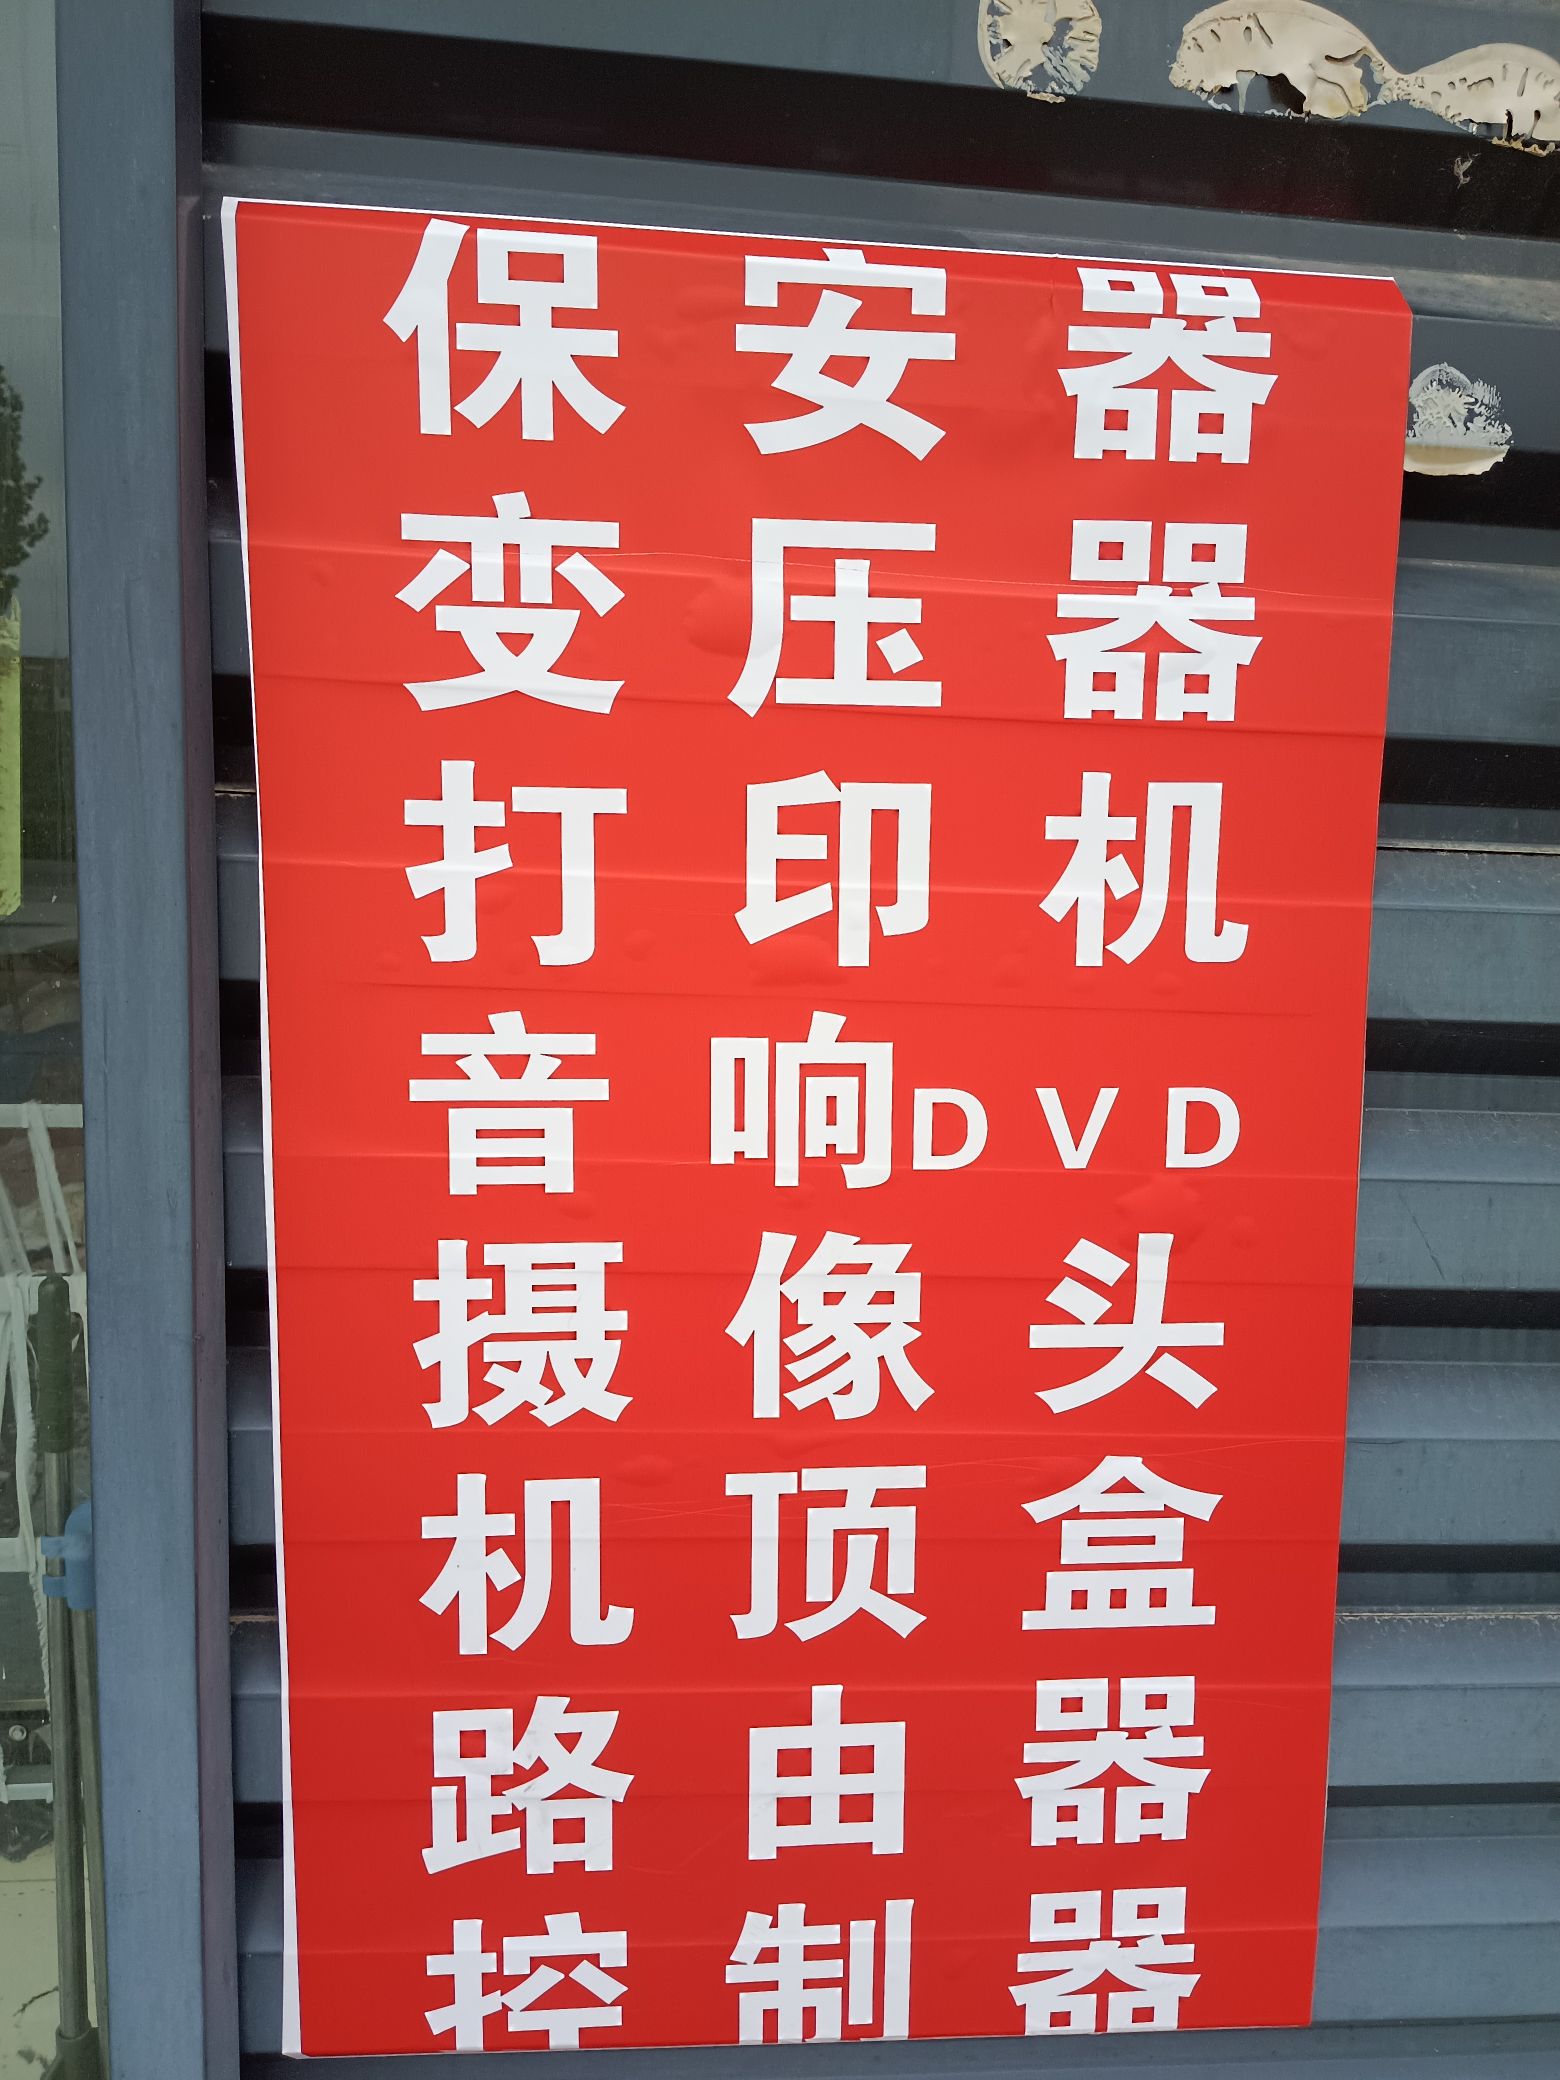 保安器
变压器
打印机
音响DVD
摄像头
机顶盒
路由器
控制器